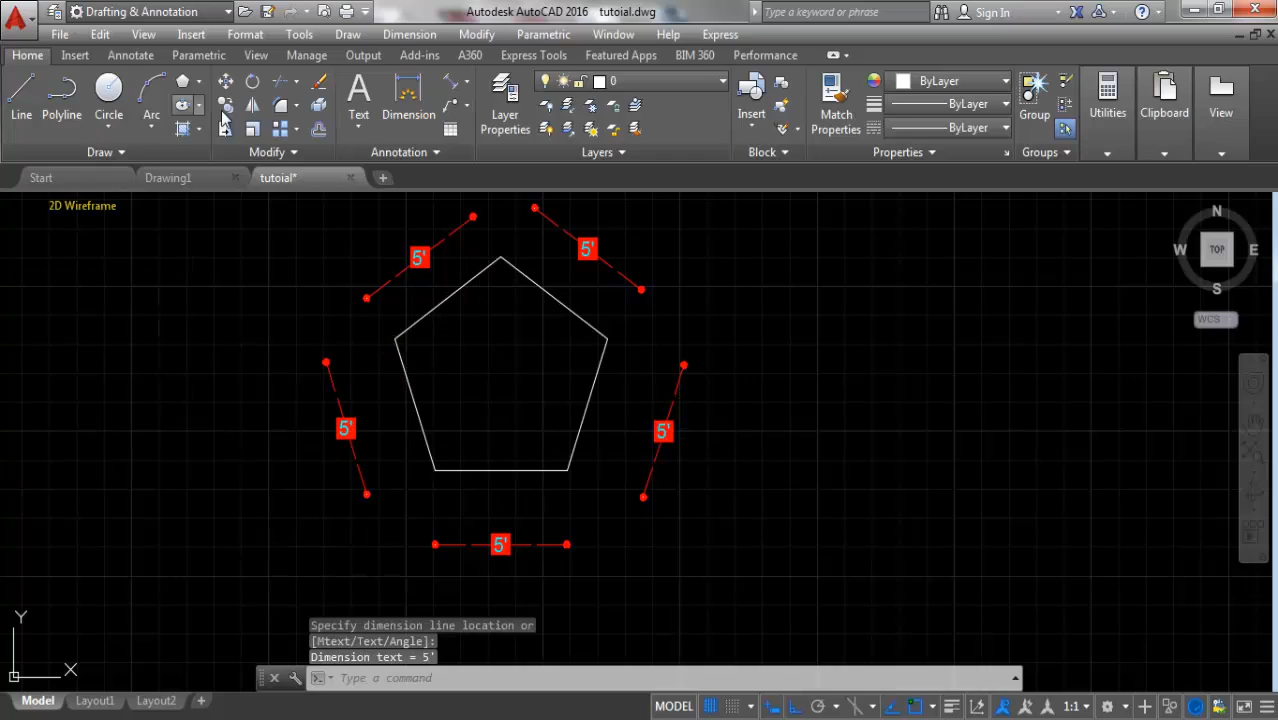 Drafting & Annotation
Autodesk AutoCAD 2016 tutoial.dwg
Type a keyword or phrase
Sign In
File Edit View Insert Format Tools Draw Dimension Modify Parametric Window Help Express
Home Insert Annotate Parametric View Manage Output Add-ins A360 Express Tools Featured Apps BIM 360 Performance
0
ByLayer
ByLayer
ByLayer
Line Polyline Circle Arc Text Dimension Layer Properties Insert Match Properties Group Utilities Clipboard View
Draw Modify Annotation Layers Block Properties Groups
Start Drawing1 tutoial*
2D Wireframe
N
W TOP E
S
WCS
5'
5'
5'
5'
5'
Y
X
Specify dimension line location or
[Mtext/Text/Angle]:
Dimension text = 5'
Type a command
Model Layout1 Layout2
MODEL
1:1